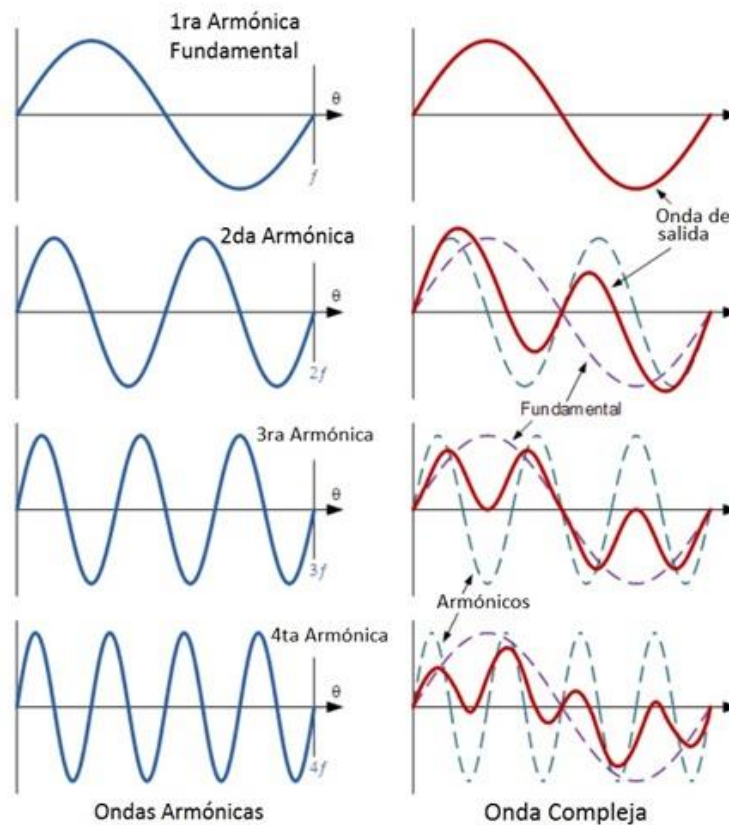 1ra Armónica
Fundamental
θ
f
Onda de
salida
2da Armónica
θ
2f
Fundamental
3ra Armónica
θ
3f
Armónicos
4ta Armónica
θ
4f
Ondas Armónicas
Onda Compleja